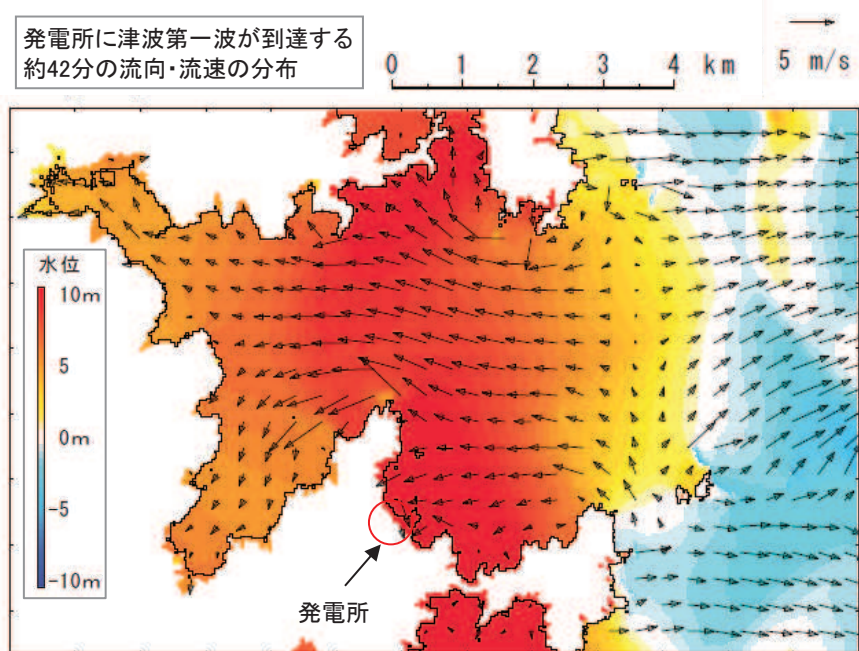 発電所に津波第一波が到達する
約42分の流向・流速の分布
0 1 2 3 4 km
5 m/s
水位
10m
5
0m
-5
-10m
発電所